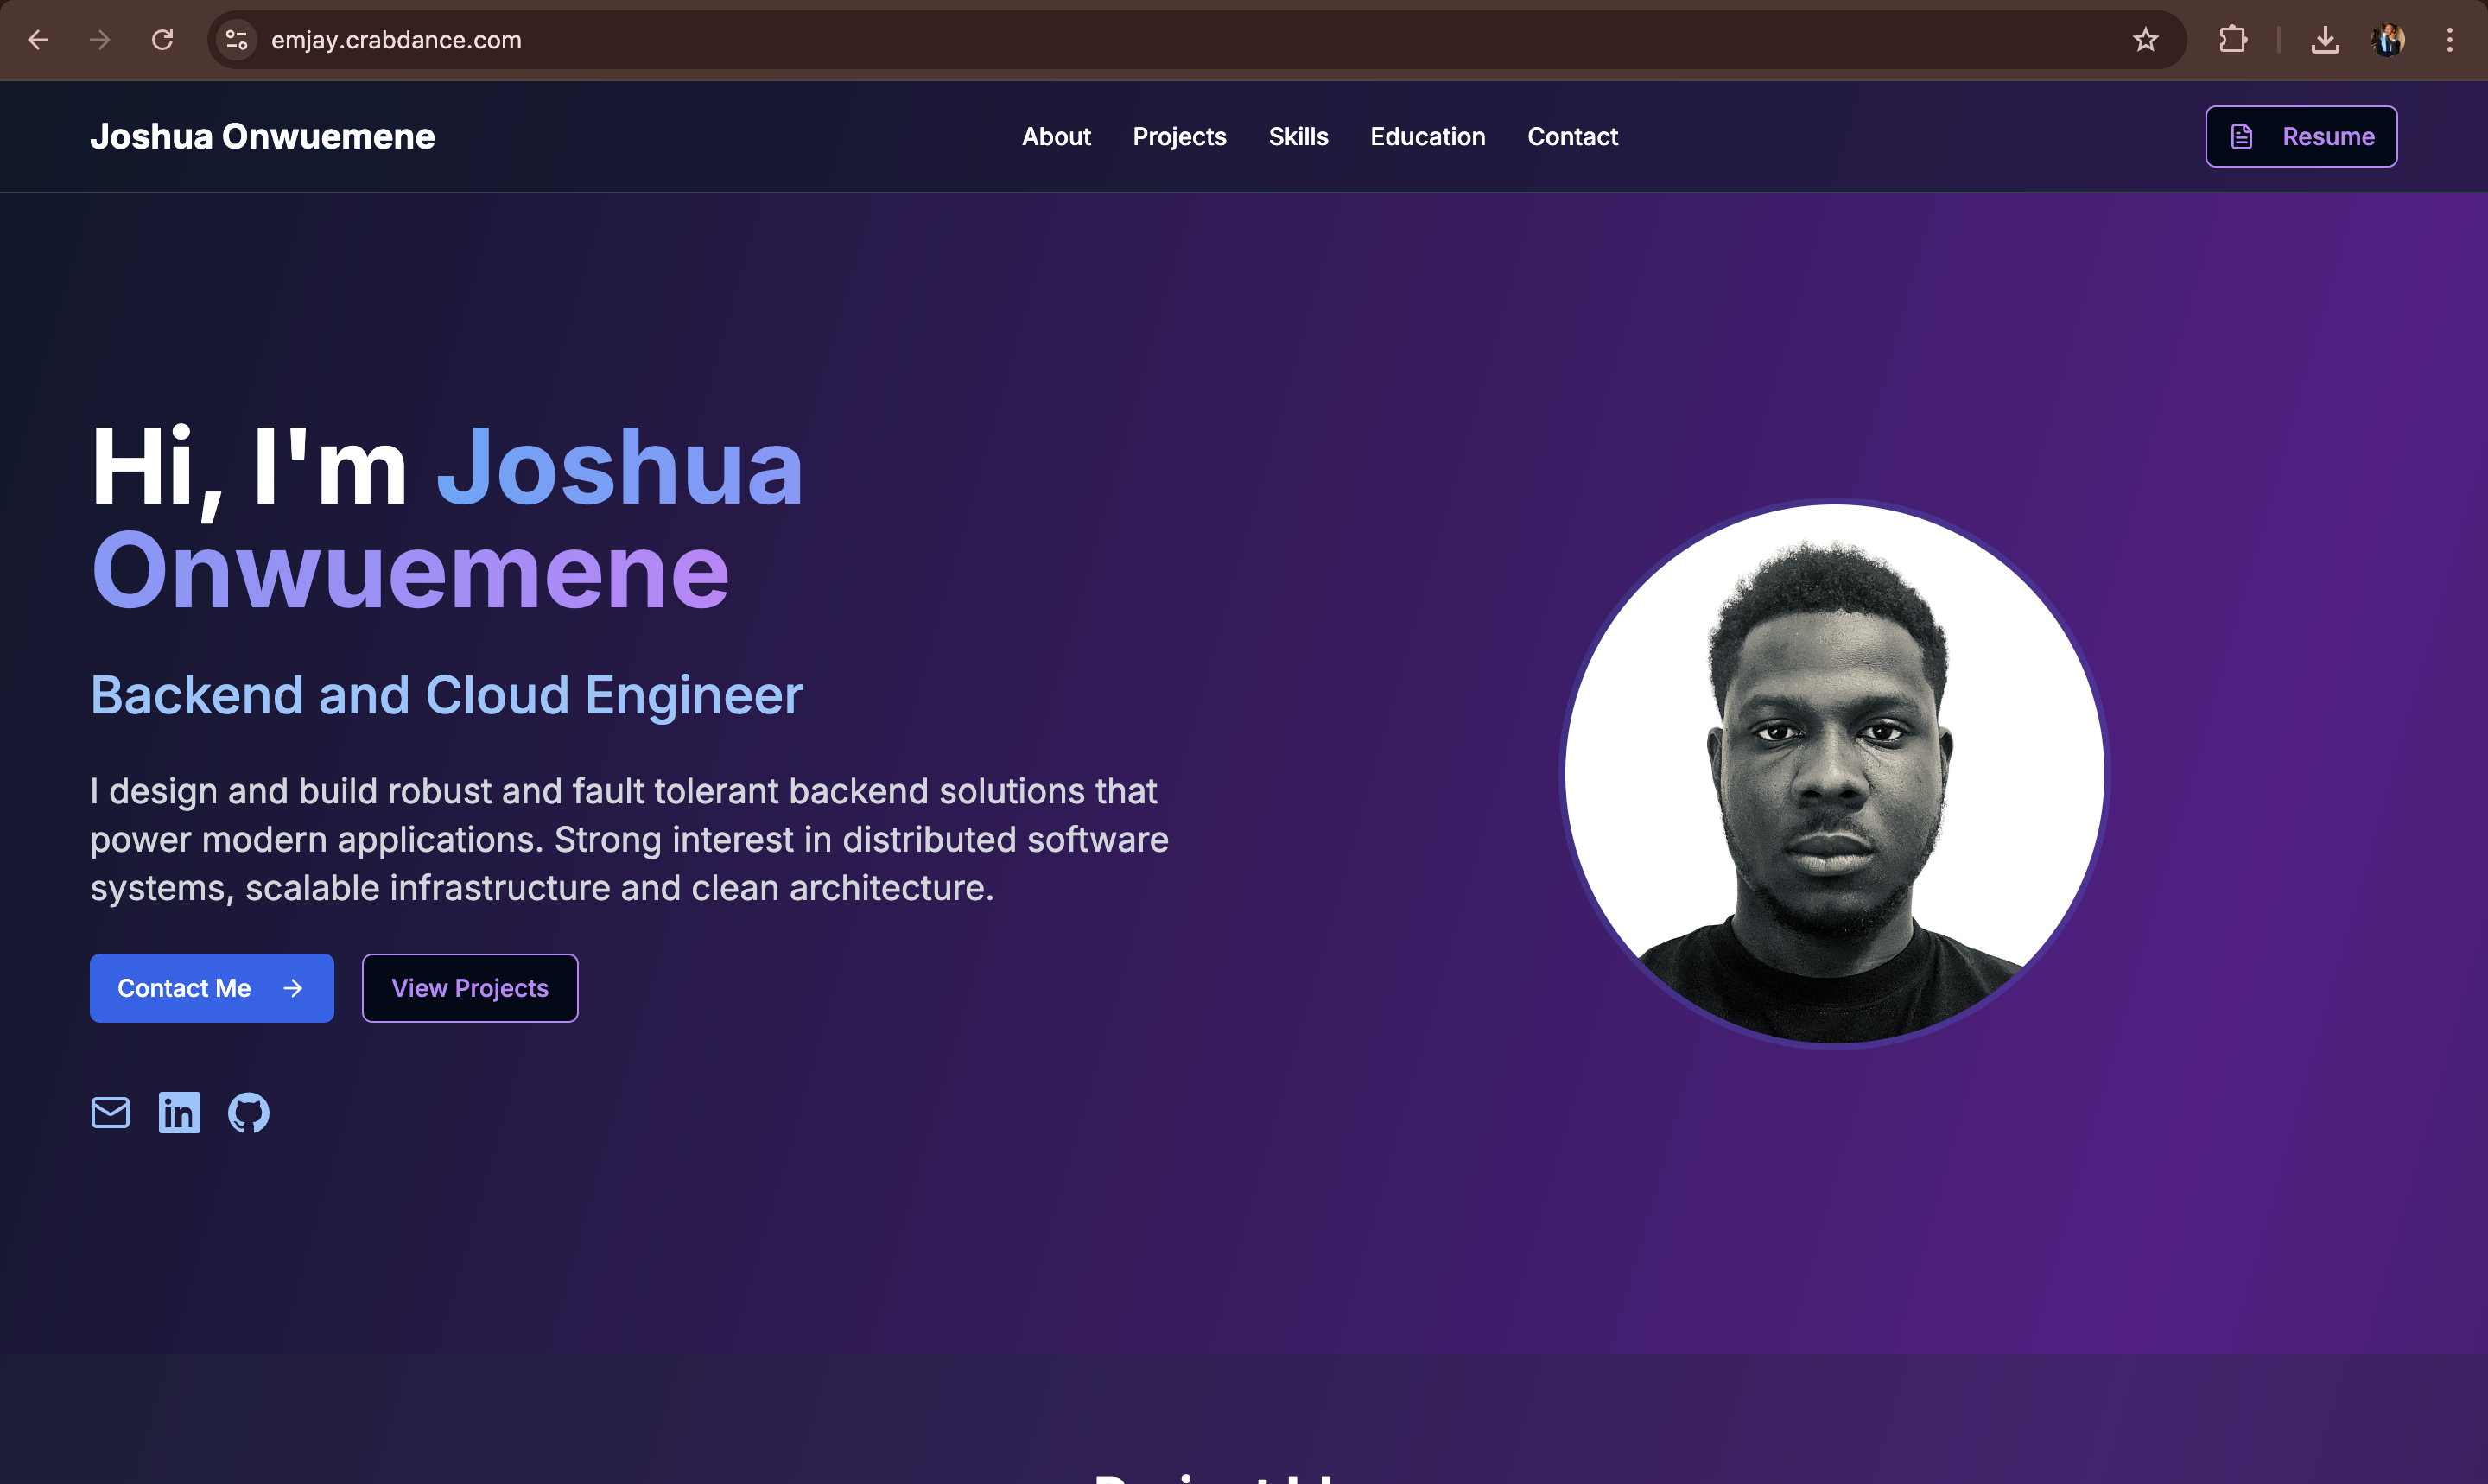 emjay.crabdance.com
Joshua Onwuemene
About Projects Skills Education Contact
Resume
Hi, I'm Joshua
Onwuemene
Backend and Cloud Engineer
I design and build robust and fault tolerant backend solutions that
power modern applications. Strong interest in distributed software
systems, scalable infrastructure and clean architecture.
Contact Me
View Projects
in